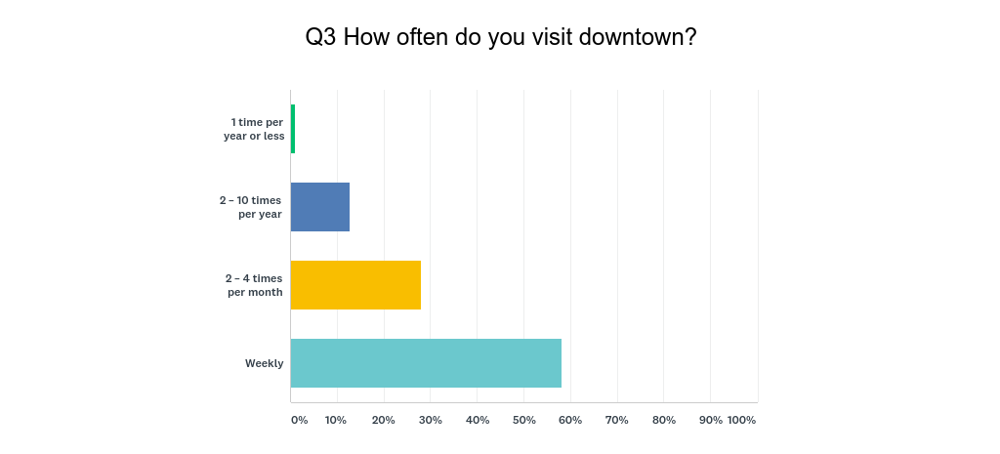 Q3 How often do you visit downtown?
1 time per
year or less
2 – 10 times
per year
2 – 4 times
per month
Weekly
0% 10% 20% 30% 40% 50% 60% 70% 80% 90% 100%